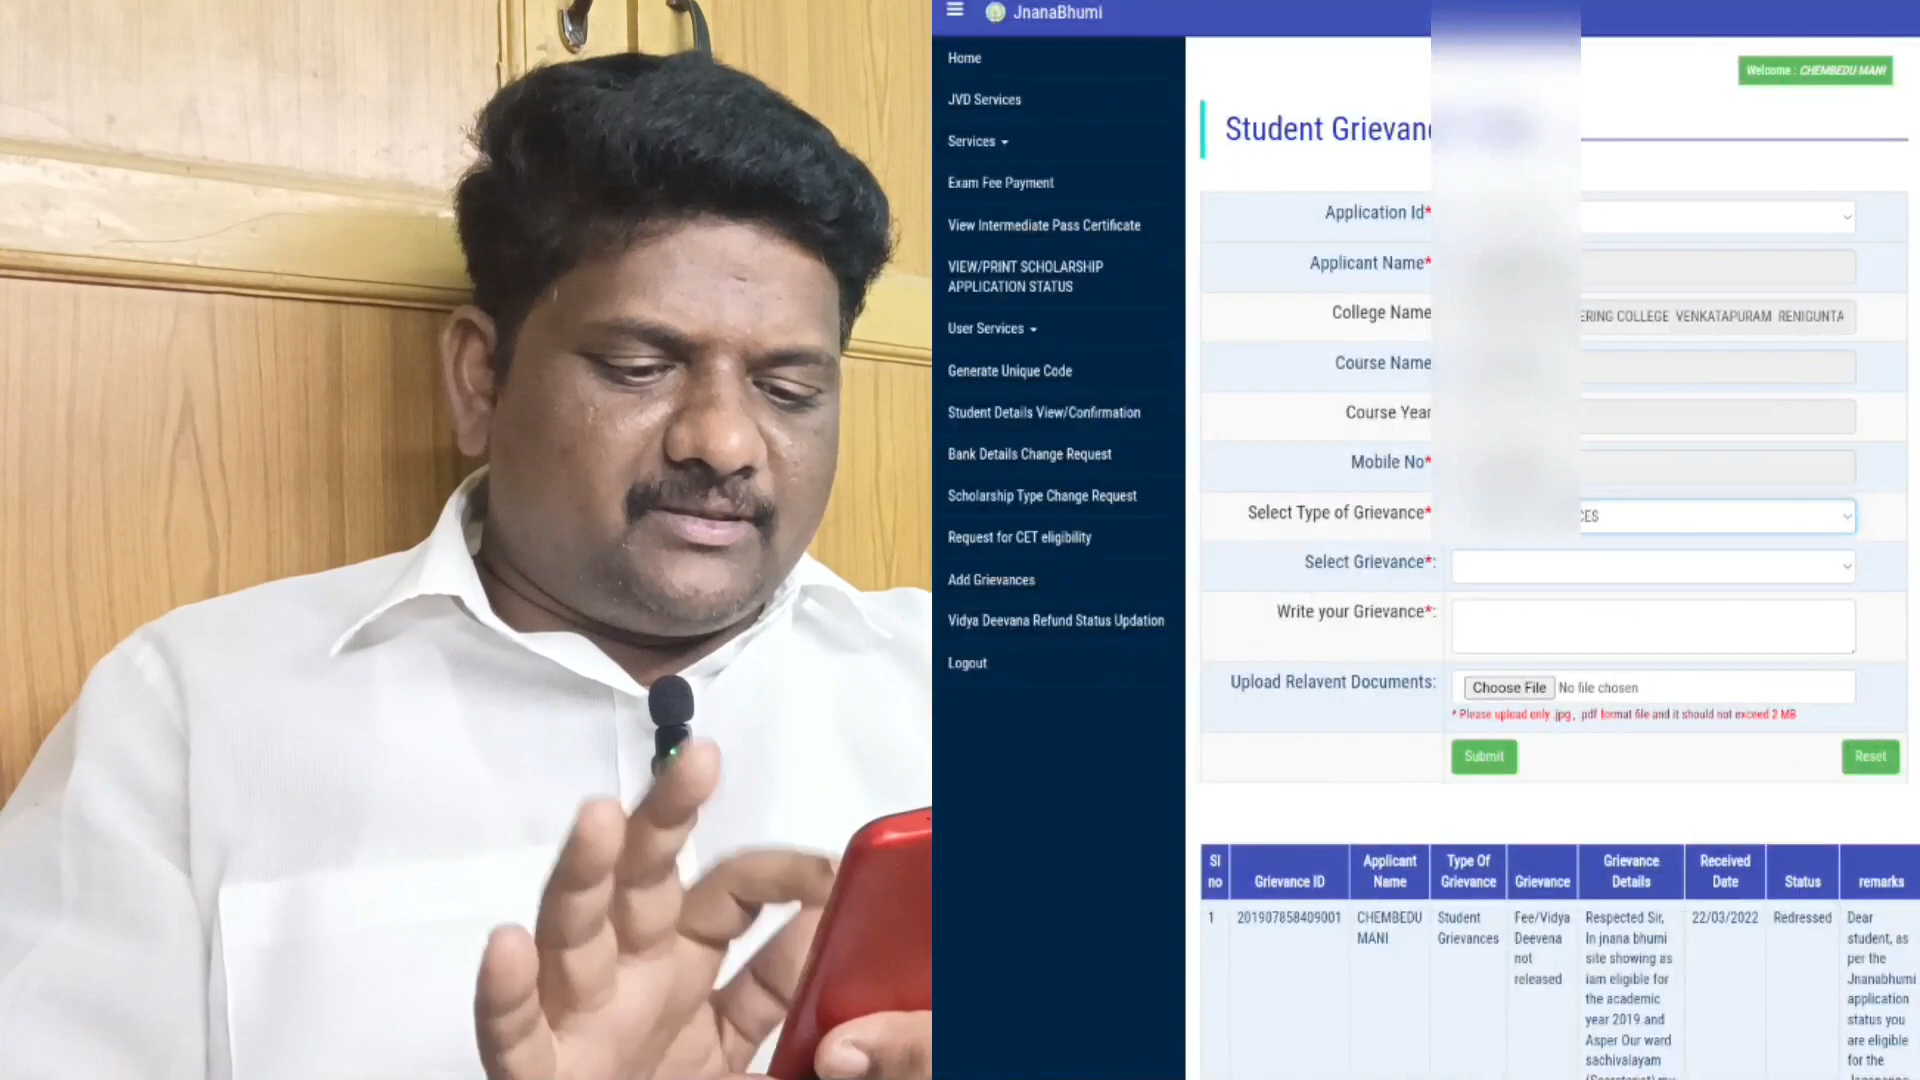 JnanaBhumi
Welcome : CHEMBEDU MANI
Home
JVD Services
Services
Exam Fee Payment
View Intermediate Pass Certificate
VIEW/PRINT SCHOLARSHIP
APPLICATION STATUS
User Services
Generate Unique Code
Student Details View/Confirmation
Bank Details Change Request
Scholarship Type Change Request
Request for CET eligibility
Add Grievances
Vidya Deevana Refund Status Updation
Logout
Student
Application Id*
Applicant Name*
College Name
COLLEGE VENKATAPURAM RENIGUNTA
Course Name
Course Year
Mobile No*
Select Type of Grievance*
Select Grievance*:
Write your Grievance*:
Upload Relavent Documents:
Choose File No file chosen
* Please upload only .jpg , .pdf format file and it should not exceed 2 MB
Submit
Reset
Sl no Grievance ID Applicant Name Type Of Grievance Grievance Grievance Details Received Date Status remarks
1 201907858409001 CHEMBEDU Student Fee/Vidya Respected Sir, 22/03/2022 Redressed Dear
MANI Grievances Deevena In jnana bhumi student, as
not site showing as per the
released iam eligible for Jnanabhumi
the academic application
year 2019.and status you
Asper Our ward are eligible
sachivalayam for the